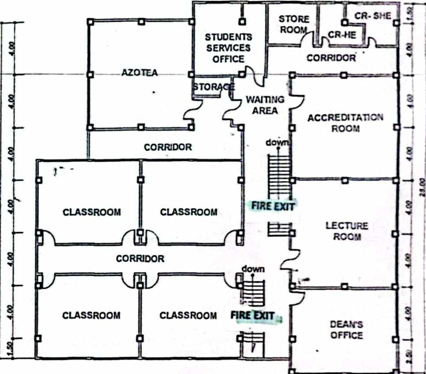 CR- SHE
STORE
ROOM
CR-HE
STUDENTS
SERVICES
OFFICE
CORRIDOR
AZOTEA
STORAGE
WAITING
AREA
ACCREDITATION
ROOM
CORRIDOR
down
CLASSROOM
CLASSROOM
FIRE EXIT
LECTURE
ROOM
CORRIDOR
down
CLASSROOM
CLASSROOM
FIRE EXIT
DEAN'S
OFFICE
4.00
4.00
4.00
4.00
4.00
4.00
1.50
1.50
4.00
4.00
4.00
4.00
4.00
4.00